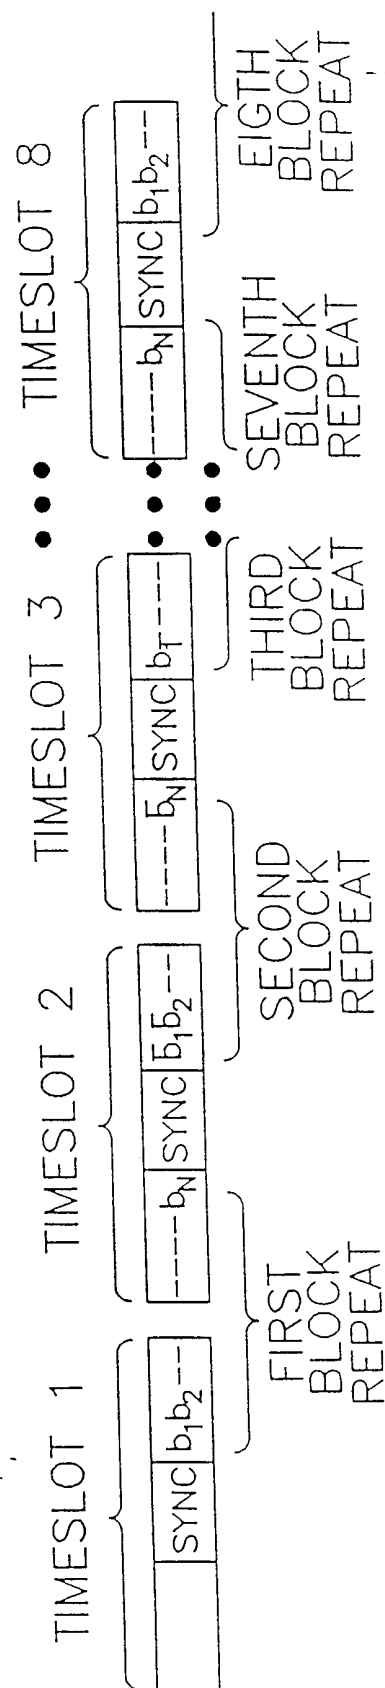 TIMESLOT 1
TIMESLOT 2
TIMESLOT 3
TIMESLOT 8
SYNC b₁b₂ ---
-----b_N SYNC b̅₁b̅₂ ---
-----b̅_N SYNC b_T -----
------b_N SYNC b₁b₂ ---
FIRST
BLOCK
REPEAT
SECOND
BLOCK
REPEAT
THIRD
BLOCK
REPEAT
SEVENTH
BLOCK
REPEAT
EIGTH
BLOCK
REPEAT